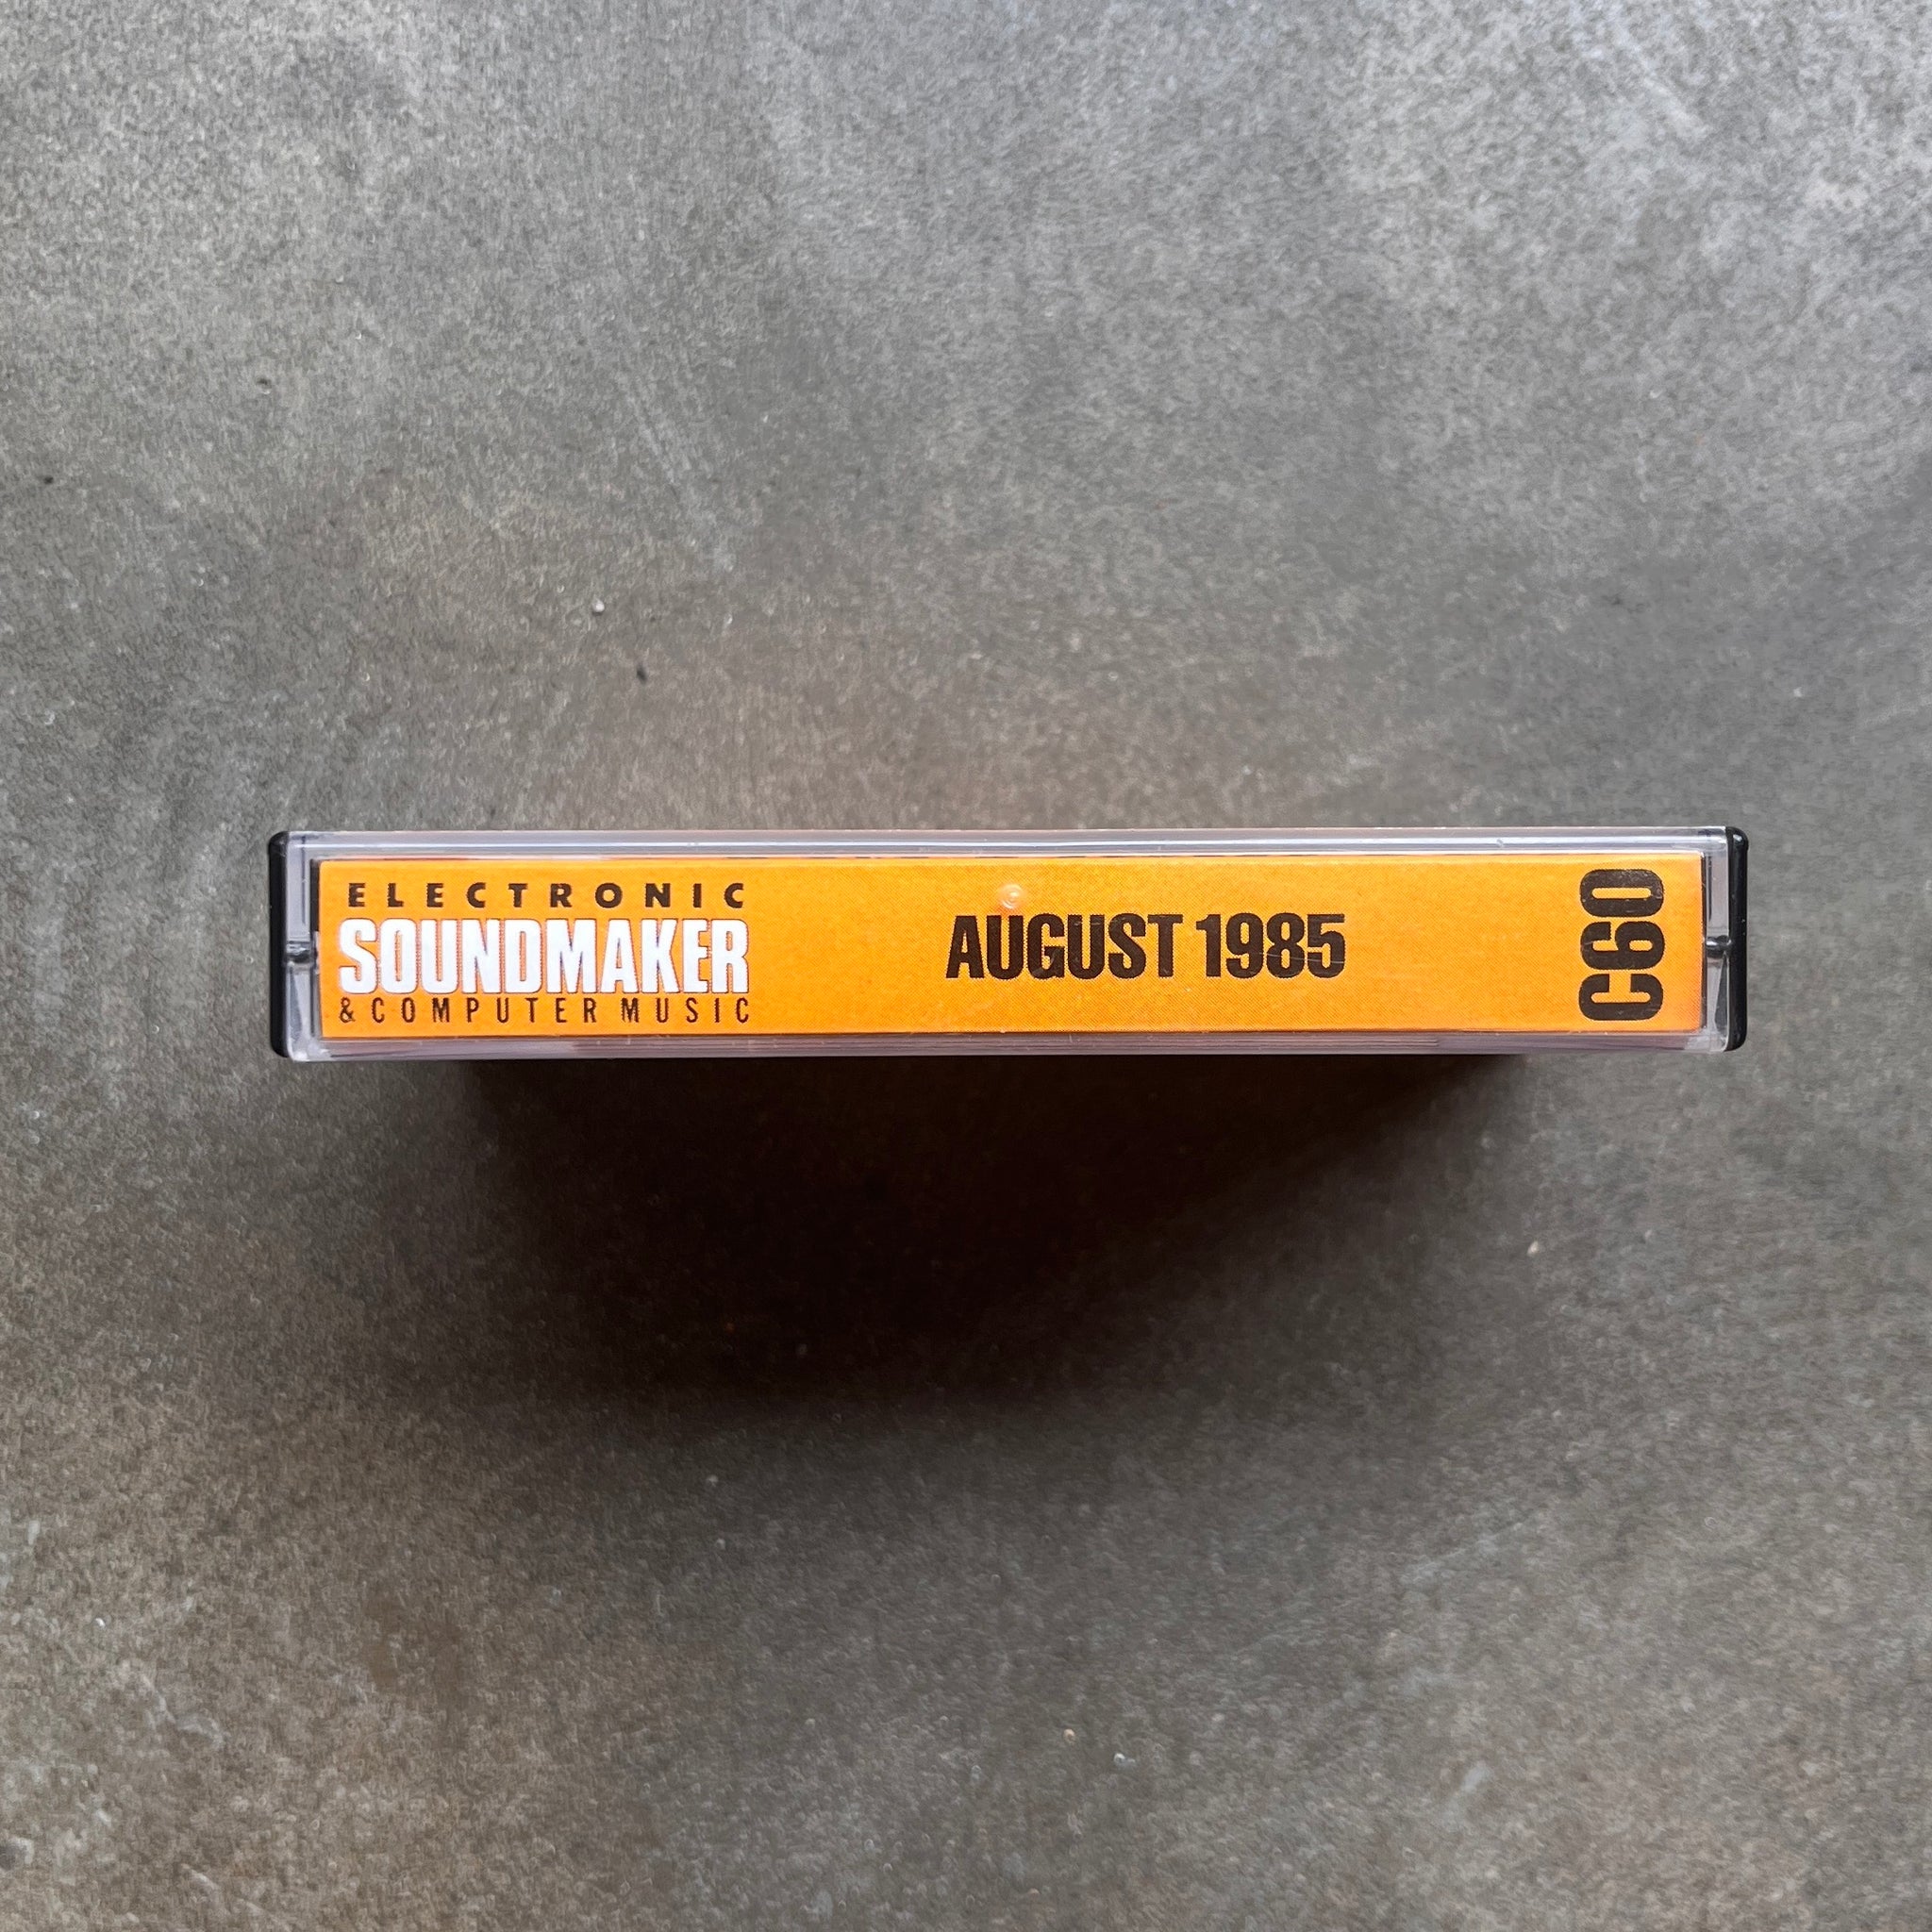 ELECTRONIC
SOUNDMAKER
& COMPUTER MUSIC
AUGUST 1985
C60